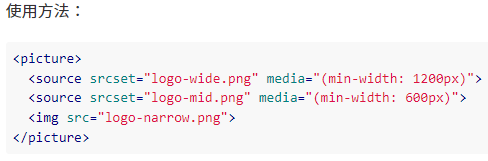 使用方法：
<picture>
  <source srcset="logo-wide.png" media="(min-width: 1200px)">
  <source srcset="logo-mid.png" media="(min-width: 600px)">
  <img src="logo-narrow.png">
</picture>